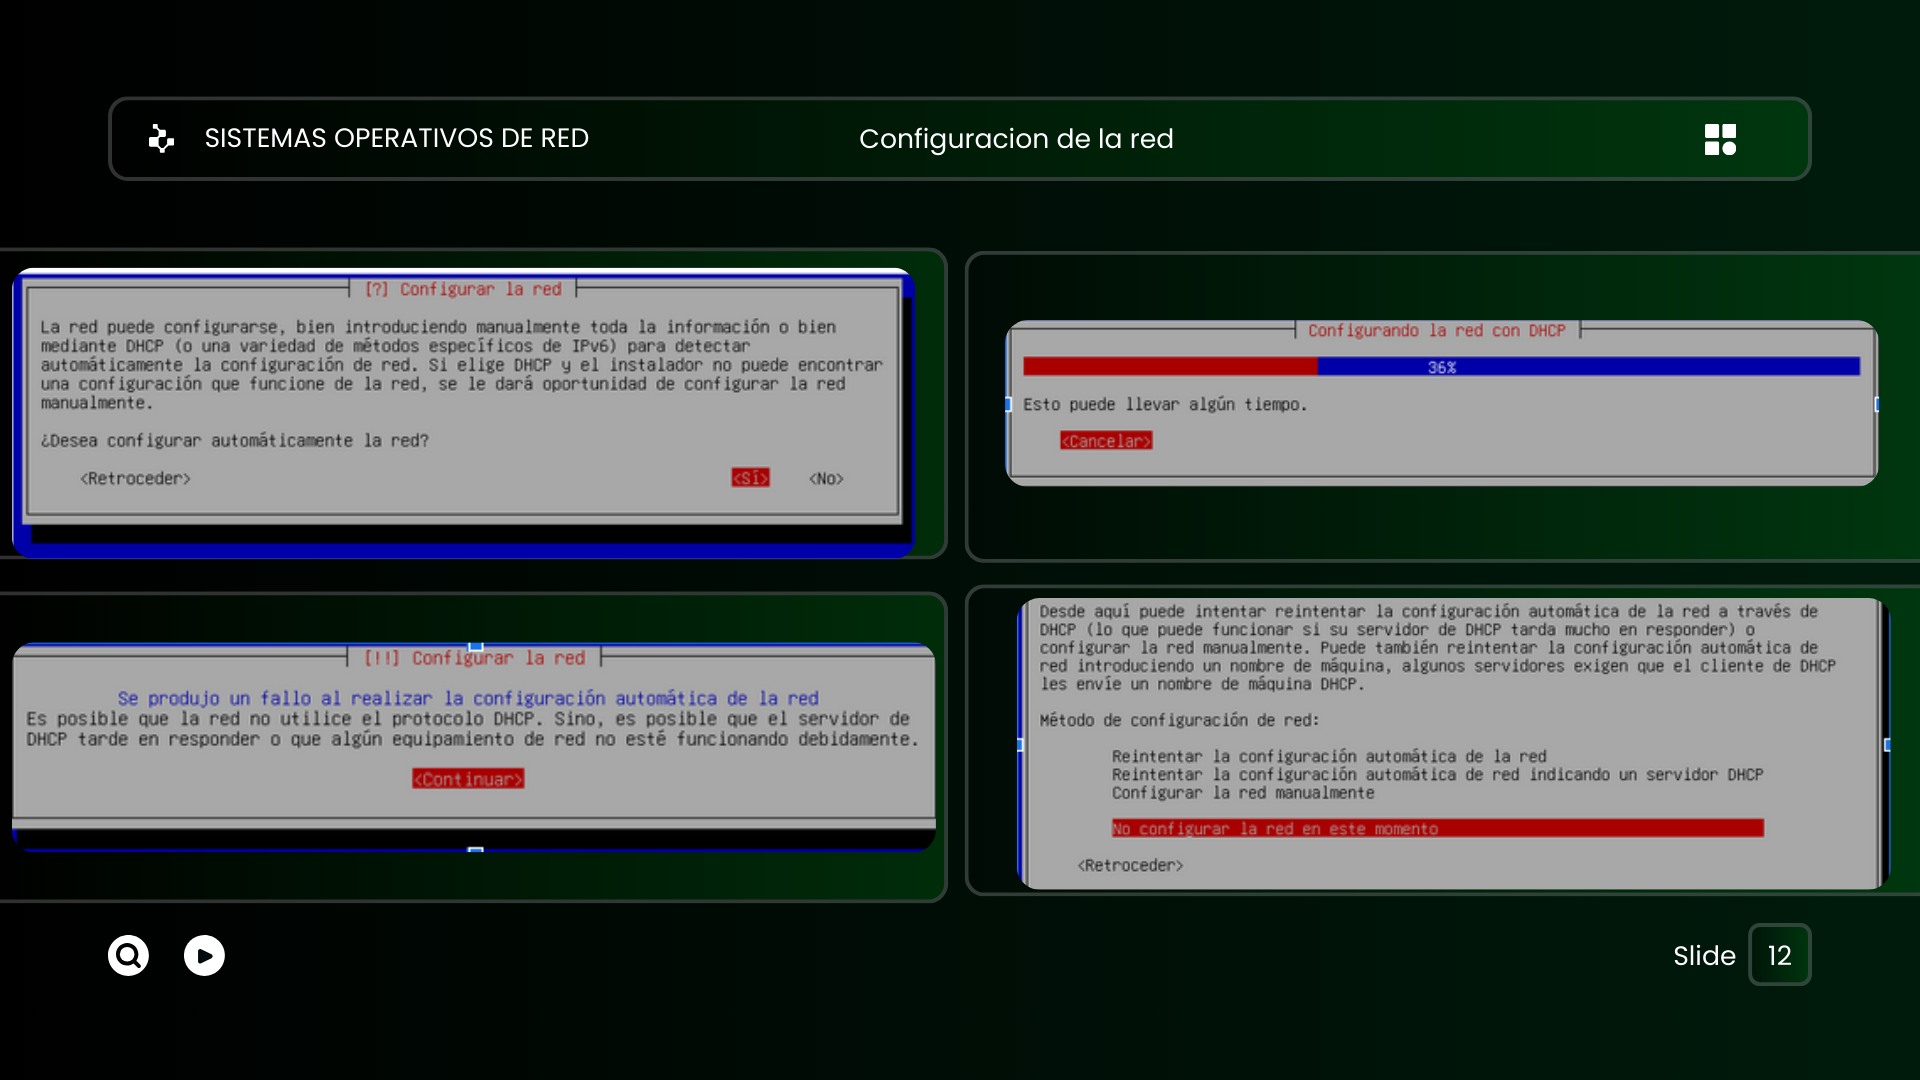 SISTEMAS OPERATIVOS DE RED
Configuracion de la red
[?] Configurar la red
La red puede configurarse, bien introduciendo manualmente toda la información o bien
mediante DHCP (o una variedad de métodos específicos de IPv6) para detectar
automáticamente la configuración de red. Si elige DHCP y el instalador no puede encontrar
una configuración que funcione de la red, se le dará oportunidad de configurar la red
manualmente.
¿Desea configurar automáticamente la red?
<Retroceder> <Sí> <No>
Configurando la red con DHCP
36%
Esto puede llevar algún tiempo.
<Cancelar>
[!!] Configurar la red
Se produjo un fallo al realizar la configuración automática de la red
Es posible que la red no utilice el protocolo DHCP. Sino, es posible que el servidor de
DHCP tarde en responder o que algún equipamiento de red no esté funcionando debidamente.
<Continuar>
Desde aquí puede intentar reintentar la configuración automática de la red a través de
DHCP (lo que puede funcionar si su servidor de DHCP tarda mucho en responder) o
configurar la red manualmente. Puede también reintentar la configuración automática de
red introduciendo un nombre de máquina, algunos servidores exigen que el cliente de DHCP
les envíe un nombre de máquina DHCP.
Método de configuración de red:
Reintentar la configuración automática de la red
Reintentar la configuración automática de red indicando un servidor DHCP
Configurar la red manualmente
No configurar la red en este momento
<Retroceder>
Slide 12